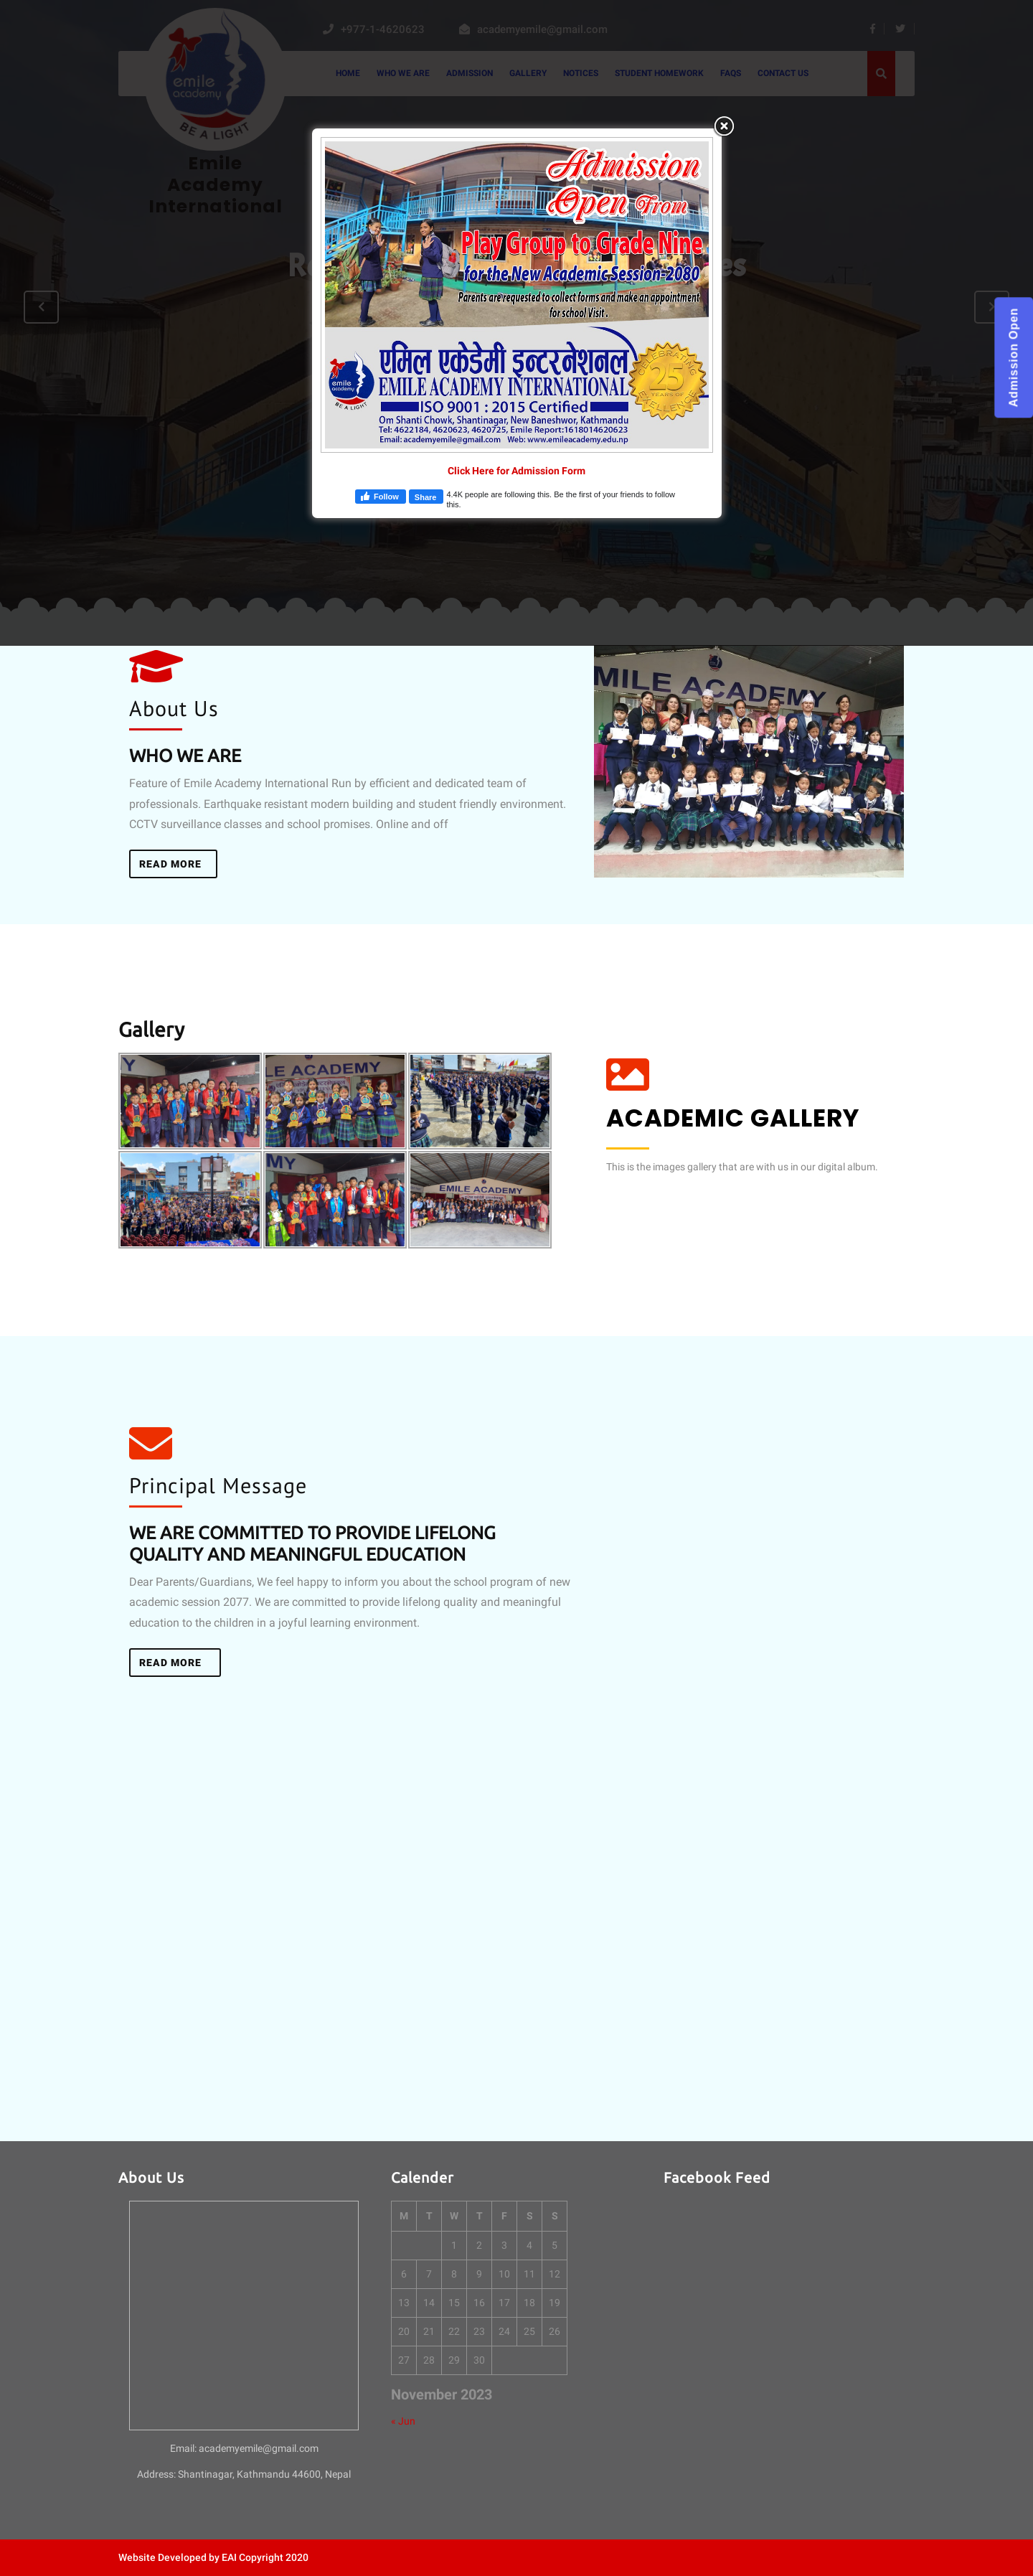 +977-1-4620623 academyemile@gmail.com
HOME WHO WE ARE ADMISSION GALLERY NOTICES STUDENT HOMEWORK FAQS CONTACT US
emile
academy
BE A LIGHT
Emile
Academy
International
Admission
Open From
Play Group to Grade Nine
for the New Academic Session-2080
Parents are requested to collect forms and make an appointment
for school Visit .
एमिल एकेडेमी इन्टरनेशनल
EMILE ACADEMY INTERNATIONAL
emile
academy
BE A LIGHT
25
YEARS OF
ISO 9001 : 2015 Certified
Om Shanti Chowk, Shantinagar, New Baneshwor, Kathmandu
Tel: 4622184, 4620623, 4620725, Emile Report:1618014620623
Email: academyemile@gmail.com Web: www.emileacademy.edu.np
Click Here for Admission Form
Follow Share 4.4K people are following this. Be the first of your friends to follow
this.
Admission Open
About Us
WHO WE ARE
Feature of Emile Academy International Run by efficient and dedicated team of
professionals. Earthquake resistant modern building and student friendly environment.
CCTV surveillance classes and school promises. Online and off
READ MORE
EMILE ACADEMY
Gallery
LE ACADEMY
EMILE ACADEMY
ACADEMIC GALLERY
This is the images gallery that are with us in our digital album.
Principal Message
WE ARE COMMITTED TO PROVIDE LIFELONG
QUALITY AND MEANINGFUL EDUCATION
Dear Parents/Guardians, We feel happy to inform you about the school program of new
academic session 2077. We are committed to provide lifelong quality and meaningful
education to the children in a joyful learning environment.
READ MORE
About Us
Email: academyemile@gmail.com
Address: Shantinagar, Kathmandu 44600, Nepal
Calender
M T W T F S S
1 2 3 4 5
6 7 8 9 10 11 12
13 14 15 16 17 18 19
20 21 22 23 24 25 26
27 28 29 30
November 2023
« Jun
Facebook Feed
Website Developed by EAI Copyright 2020